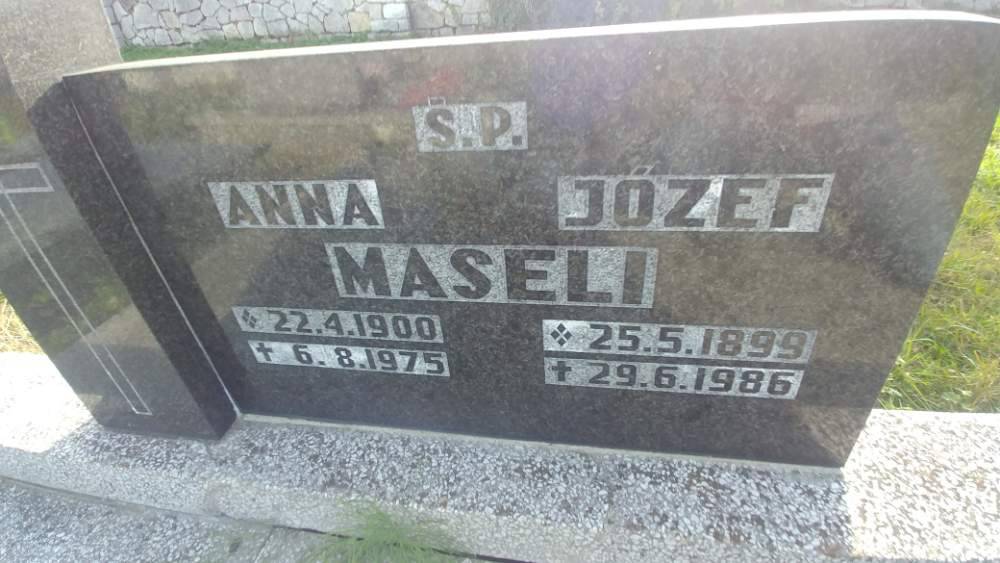 Ś.P.
ANNA JÓZEF
MASELI
❖ 22.4.1900 ❖ 25.5.1899
✝ 6.8.1975 ✝ 29.6.1986